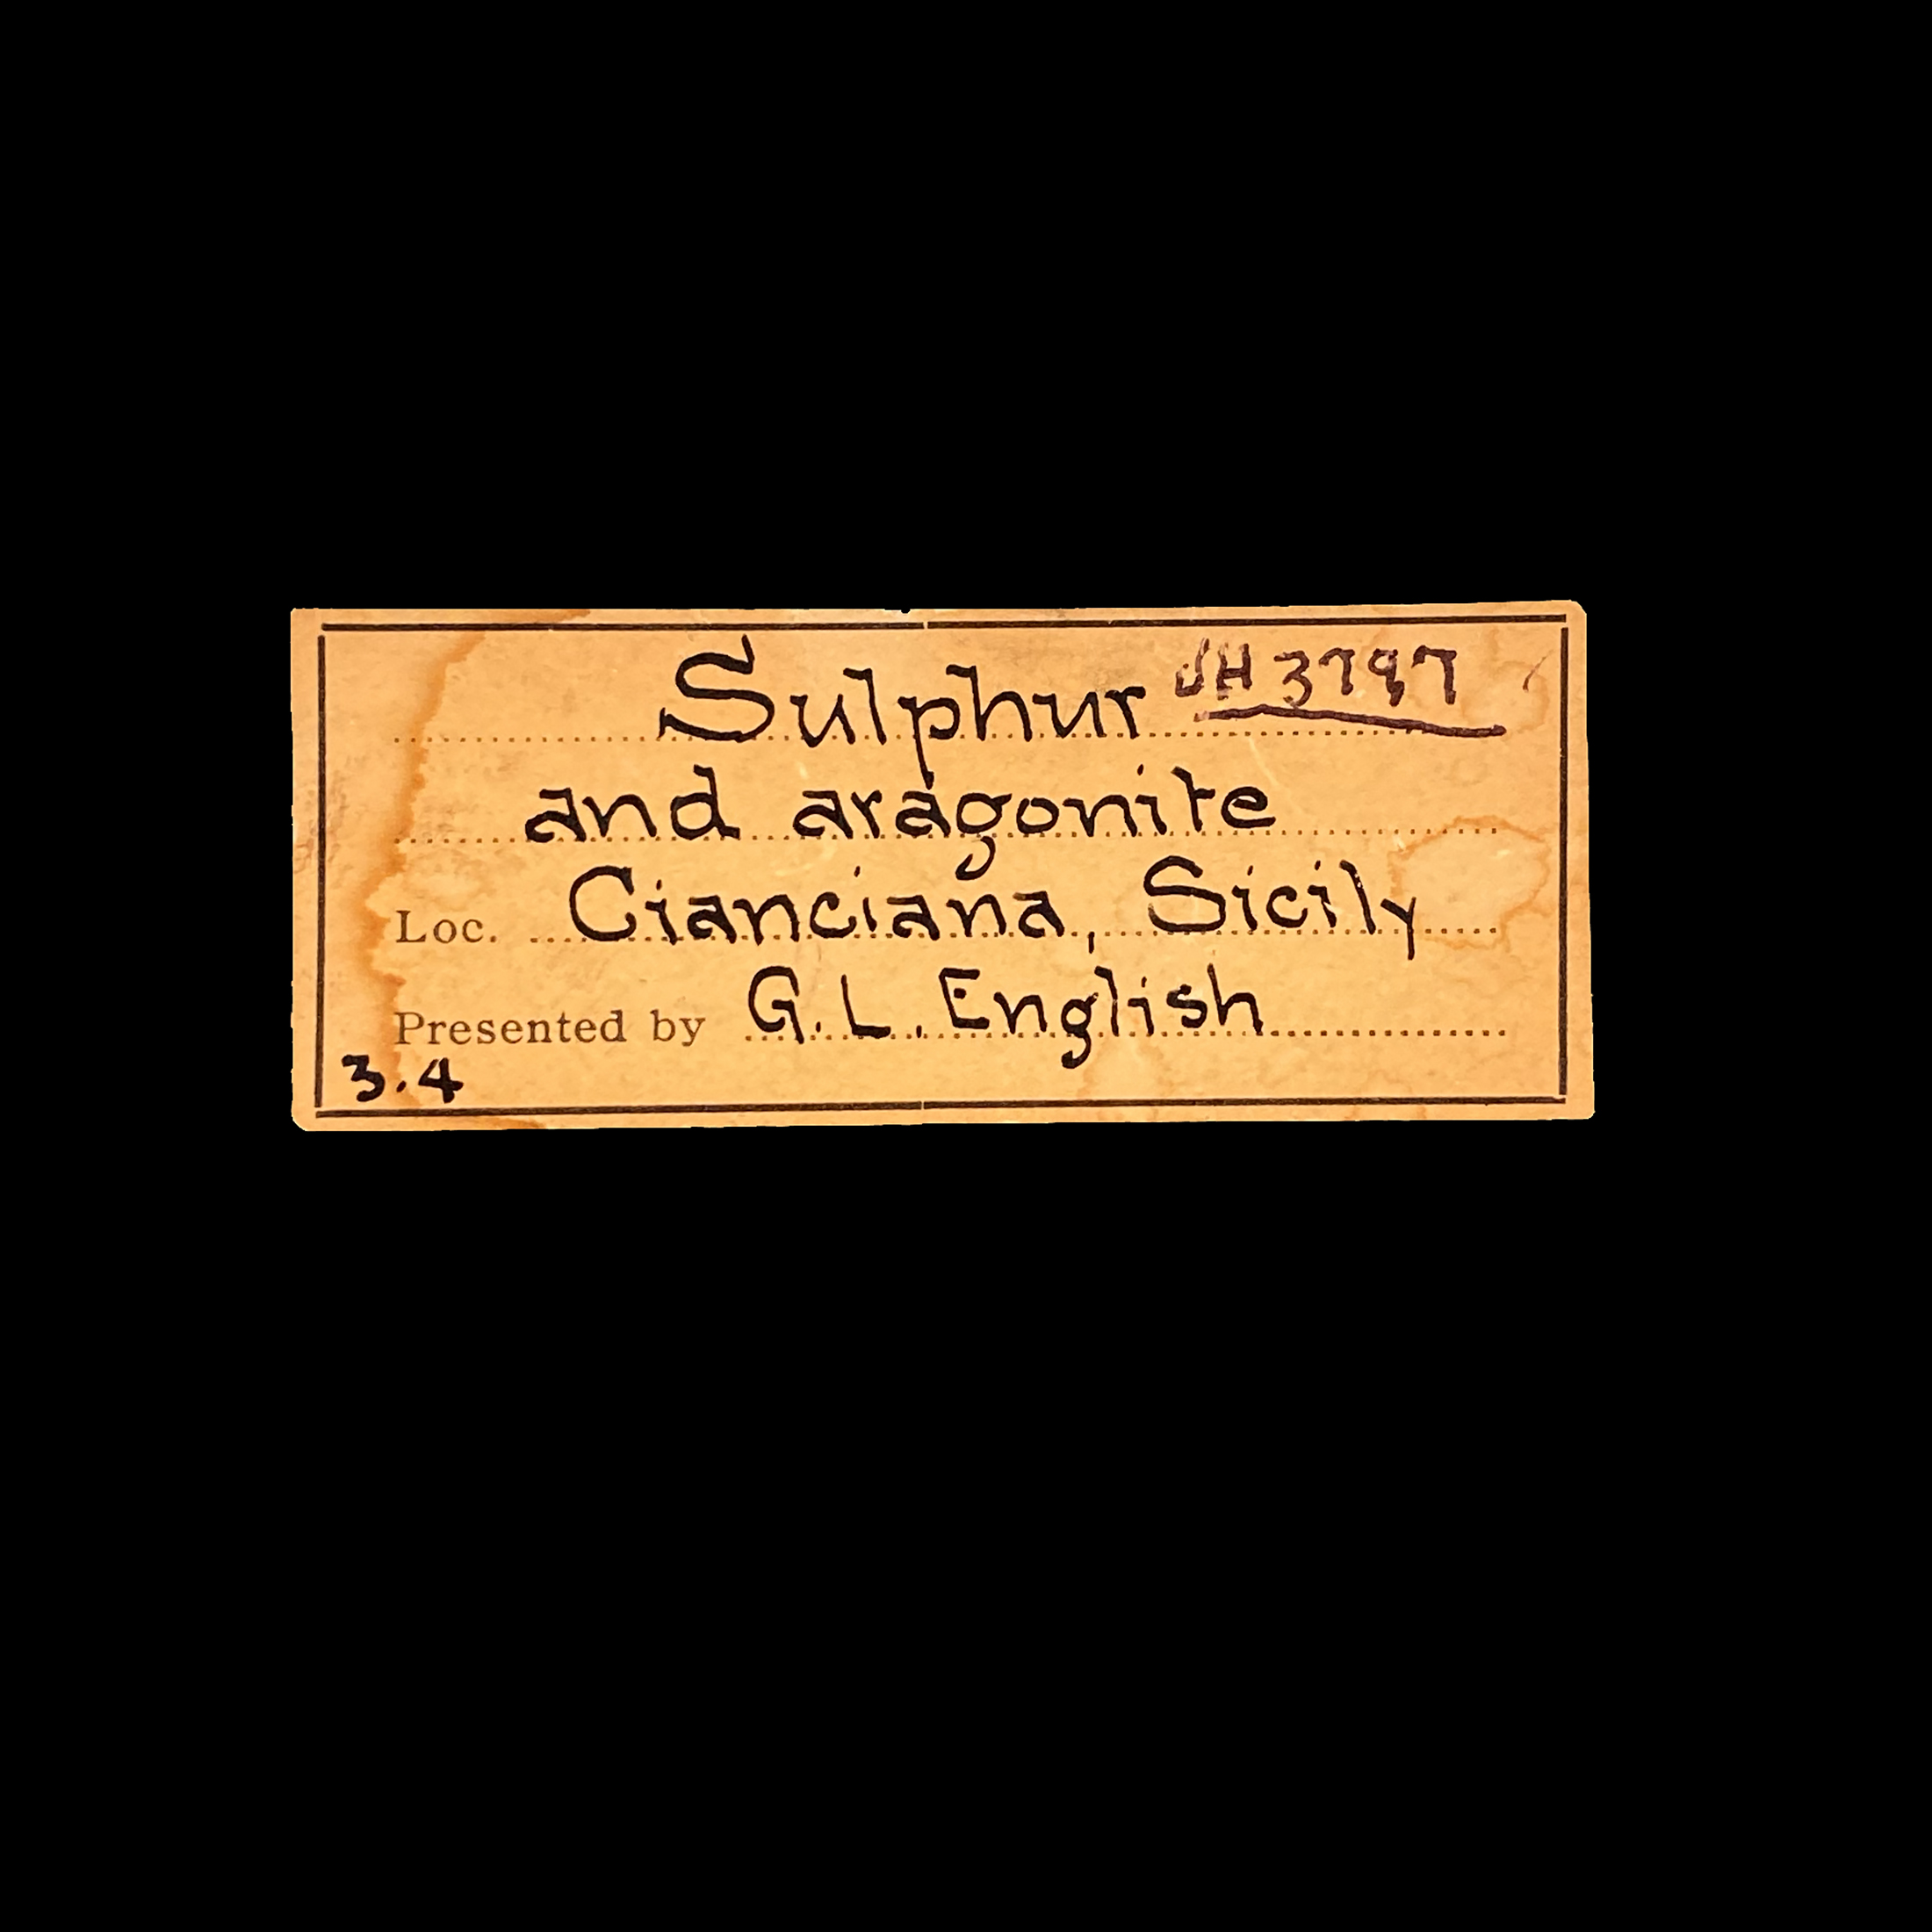 Sulphur JH 3797
and aragonite
Loc. Cianciana, Sicily
Presented by G. L. English
3.4